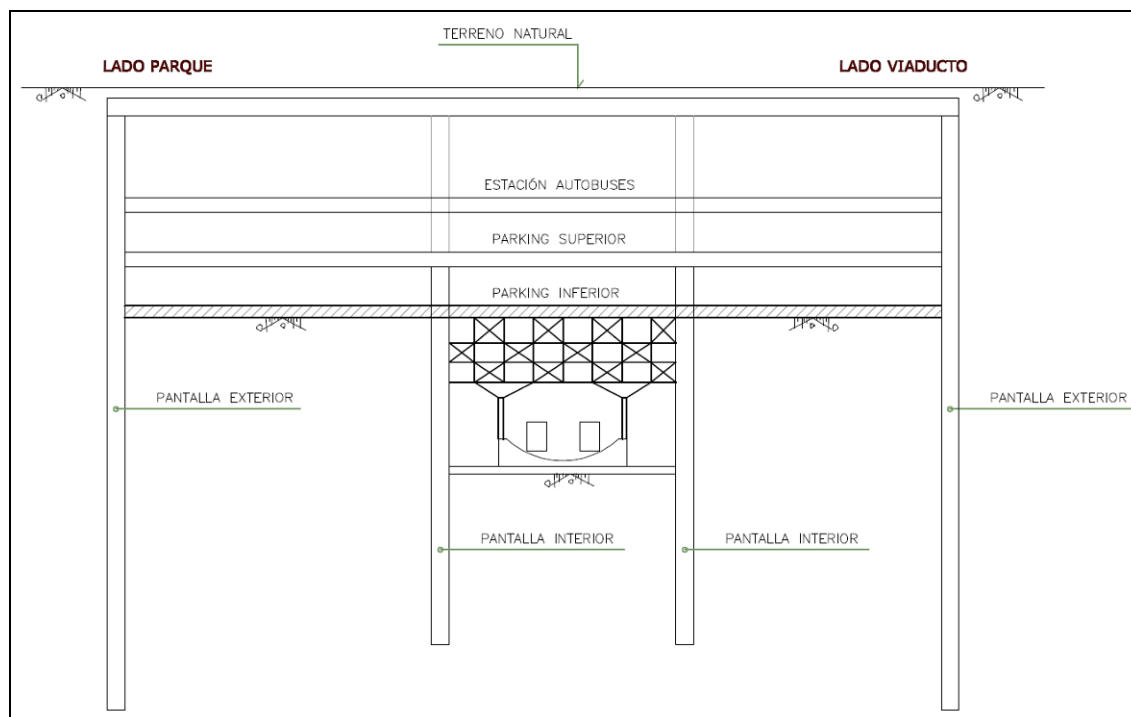 TERRENO NATURAL
LADO PARQUE
LADO VIADUCTO
ESTACIÓN AUTOBUSES
PARKING SUPERIOR
PARKING INFERIOR
PANTALLA EXTERIOR
PANTALLA EXTERIOR
PANTALLA INTERIOR
PANTALLA INTERIOR